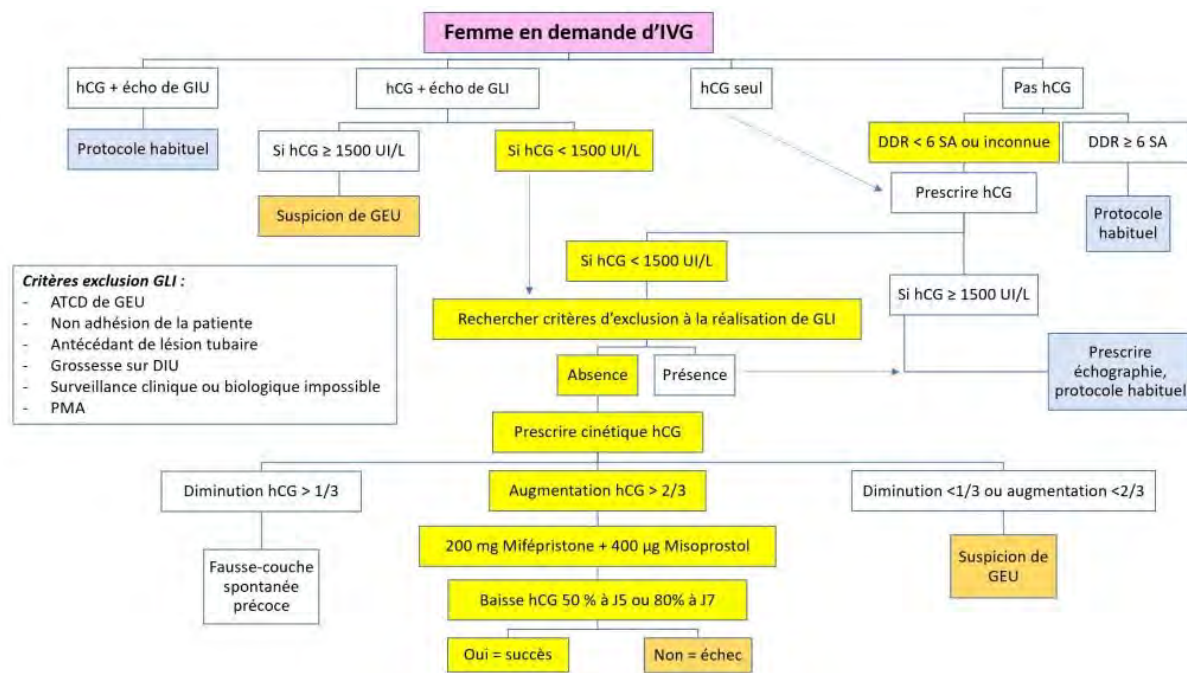 Femme en demande d'IVG
hCG + écho de GIU
hCG + écho de GLI
hCG seul
Pas hCG
Protocole habituel
Si hCG ≥ 1500 UI/L
Si hCG < 1500 UI/L
DDR < 6 SA ou inconnue
DDR ≥ 6 SA
Suspicion de GEU
Prescrire hCG
Protocole
habituel
Si hCG < 1500 UI/L
Si hCG ≥ 1500 UI/L
Critères exclusion GLI :
- ATCD de GEU
- Non adhésion de la patiente
- Antécédant de lésion tubaire
- Grossesse sur DIU
- Surveillance clinique ou biologique impossible
- PMA
Rechercher critères d'exclusion à la réalisation de GLI
Absence
Présence
Prescrire
échographie,
protocole habituel
Prescrire cinétique hCG
Diminution hCG > 1/3
Augmentation hCG > 2/3
Diminution <1/3 ou augmentation <2/3
Fausse-couche
spontanée
précoce
200 mg Mifépristone + 400 µg Misoprostol
Suspicion de
GEU
Baisse hCG 50 % à J5 ou 80% à J7
Oui = succès
Non = échec